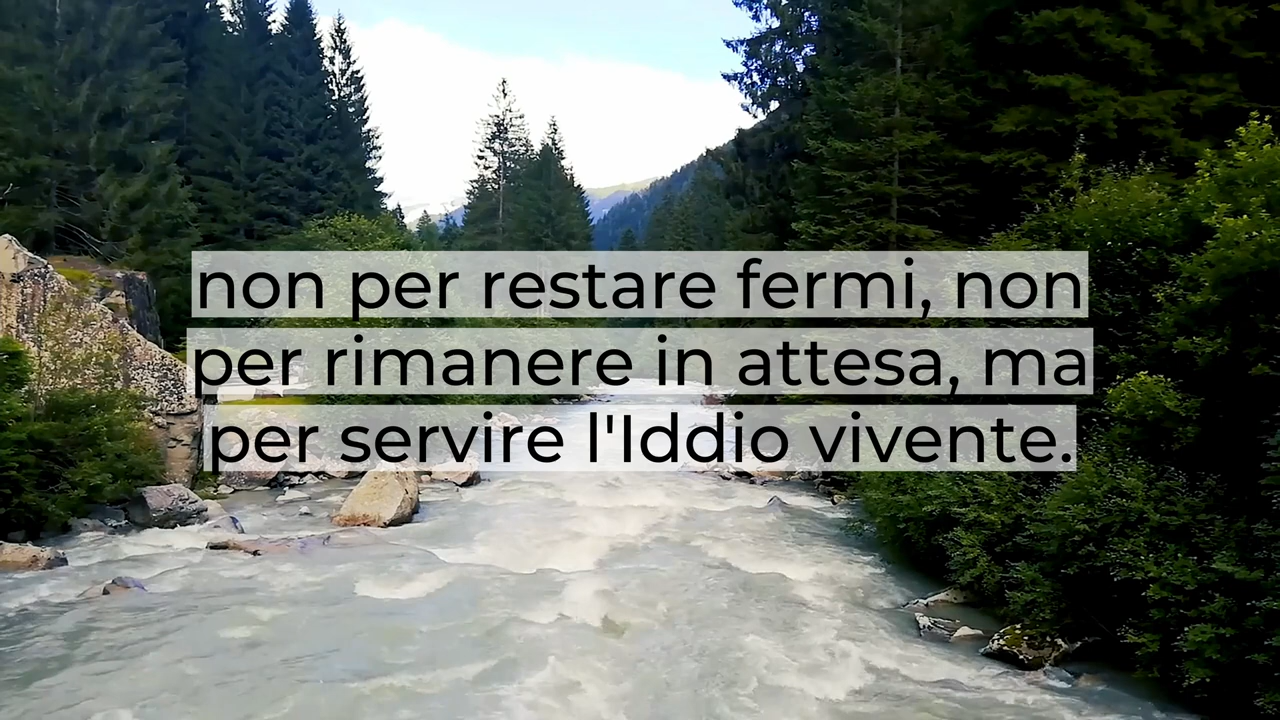 non per restare fermi, non
per rimanere in attesa, ma
per servire l'Iddio vivente.